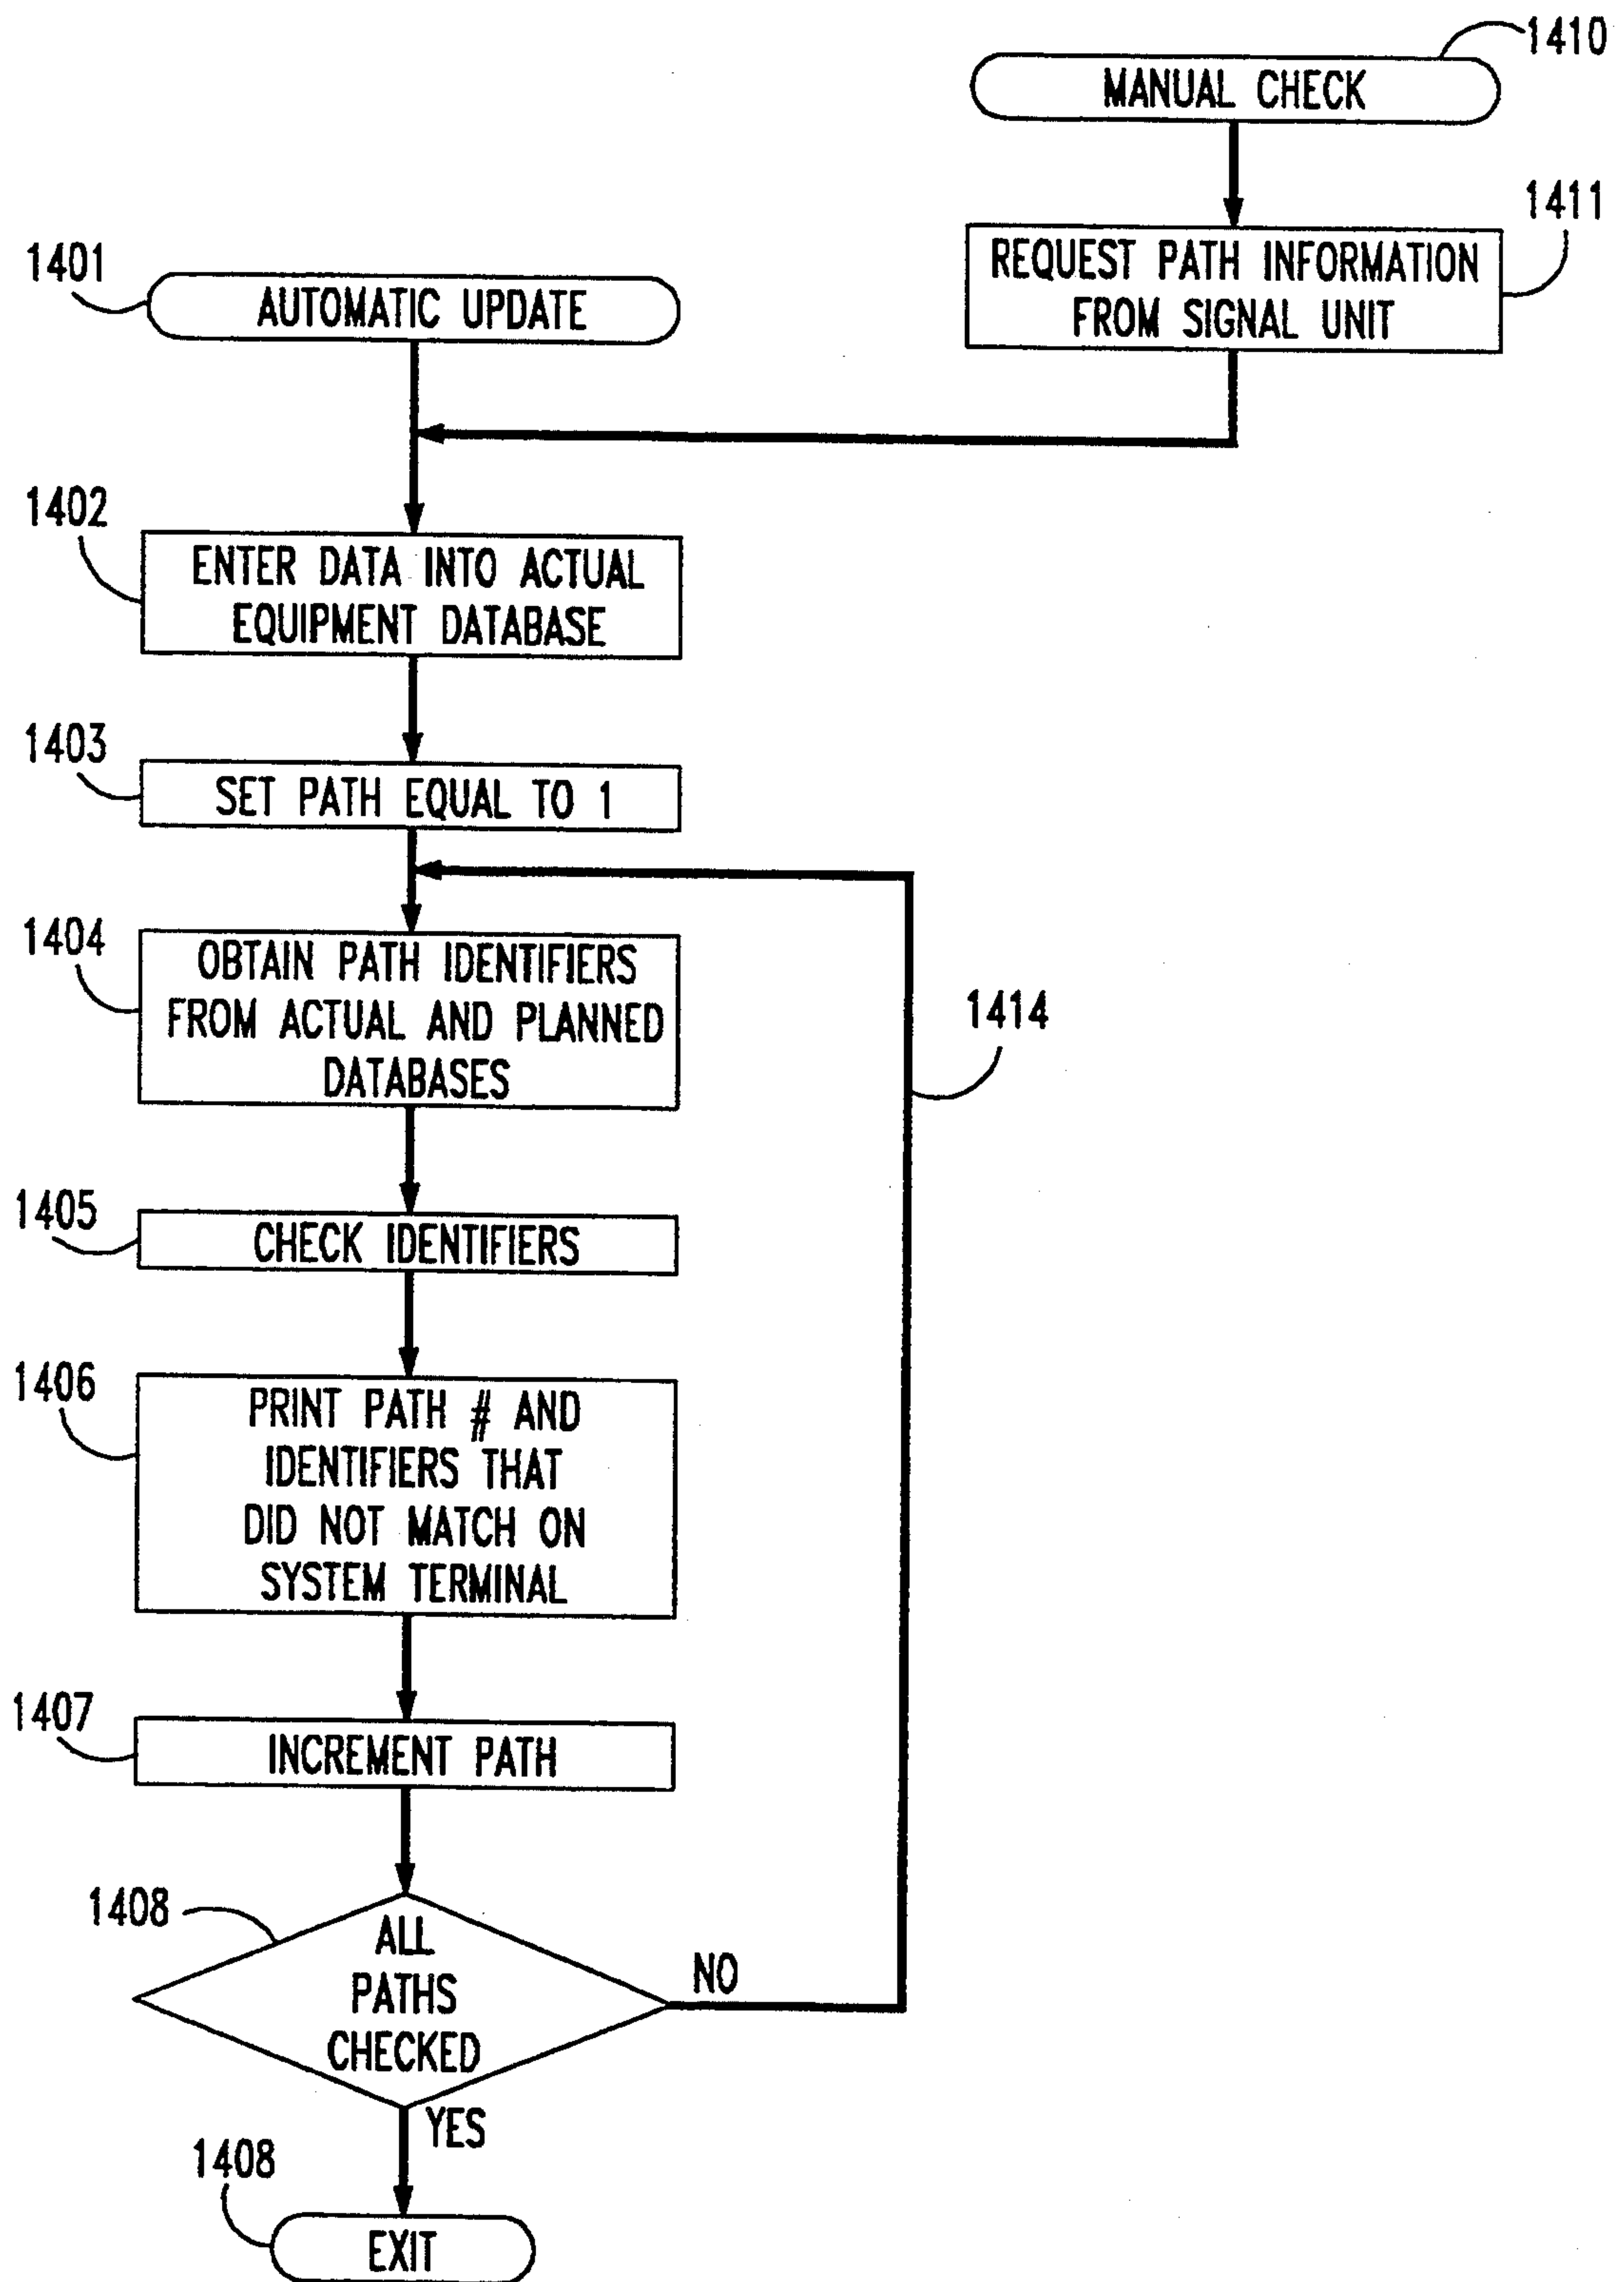 1410
MANUAL CHECK
1411
REQUEST PATH INFORMATION
FROM SIGNAL UNIT
1401
AUTOMATIC UPDATE
1402
ENTER DATA INTO ACTUAL
EQUIPMENT DATABASE
1403
SET PATH EQUAL TO 1
1404
OBTAIN PATH IDENTIFIERS
FROM ACTUAL AND PLANNED
DATABASES
1414
1405
CHECK IDENTIFIERS
1406
PRINT PATH # AND
IDENTIFIERS THAT
DID NOT MATCH ON
SYSTEM TERMINAL
1407
INCREMENT PATH
1408
ALL
PATHS
CHECKED
NO
YES
1408
EXIT